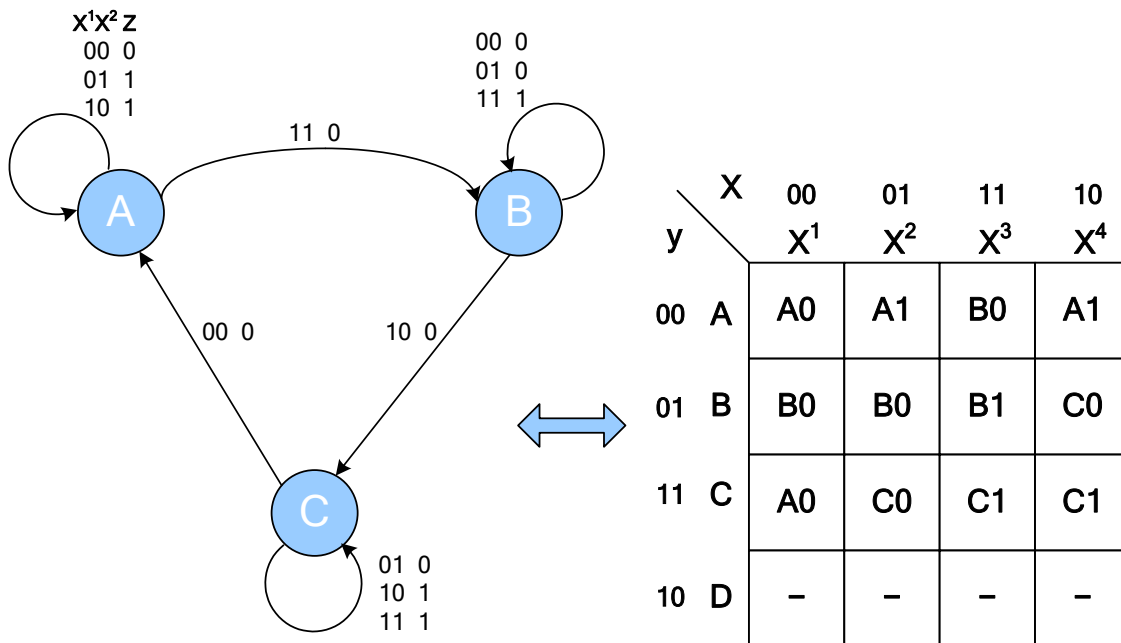 X¹X² Z
00 0
01 1
10 1
00 0
01 0
11 1
11 0
A
B
00 0
10 0
C
01 0
10 1
11 1
X 00 01 11 10
y X¹ X² X³ X⁴
00 A A0 A1 B0 A1
01 B B0 B0 B1 C0
11 C A0 C0 C1 C1
10 D – – – –